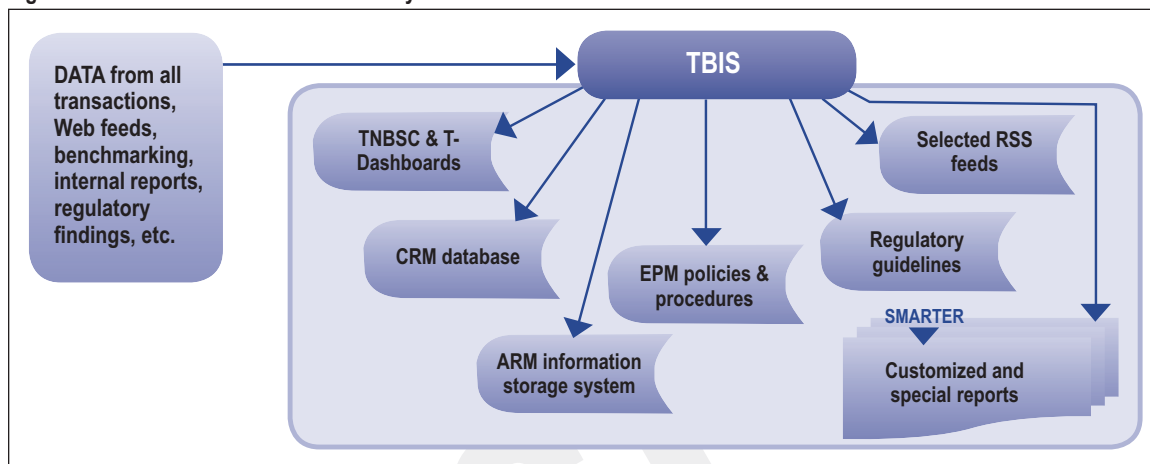 DATA from all
transactions,
Web feeds,
benchmarking,
internal reports,
regulatory
findings, etc.
TBIS
TNBSC & T-
Dashboards
Selected RSS
feeds
CRM database
EPM policies &
procedures
Regulatory
guidelines
ARM information
storage system
SMARTER
Customized and
special reports